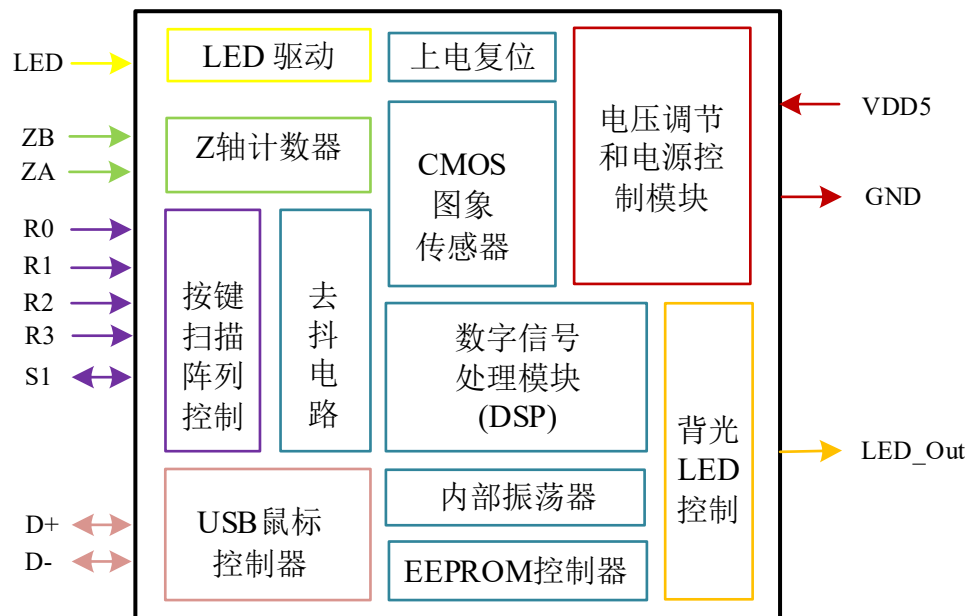 LED
ZB
ZA
R0
R1
R2
R3
S1
D+
D-
LED 驱动
上电复位
Z轴计数器
CMOS
图象
传感器
电压调节
和电源控
制模块
按键
扫描
阵列
控制
去
抖
电
路
数字信号
处理模块
(DSP)
背光
LED
控制
USB鼠标
控制器
内部振荡器
EEPROM控制器
VDD5
GND
LED_Out